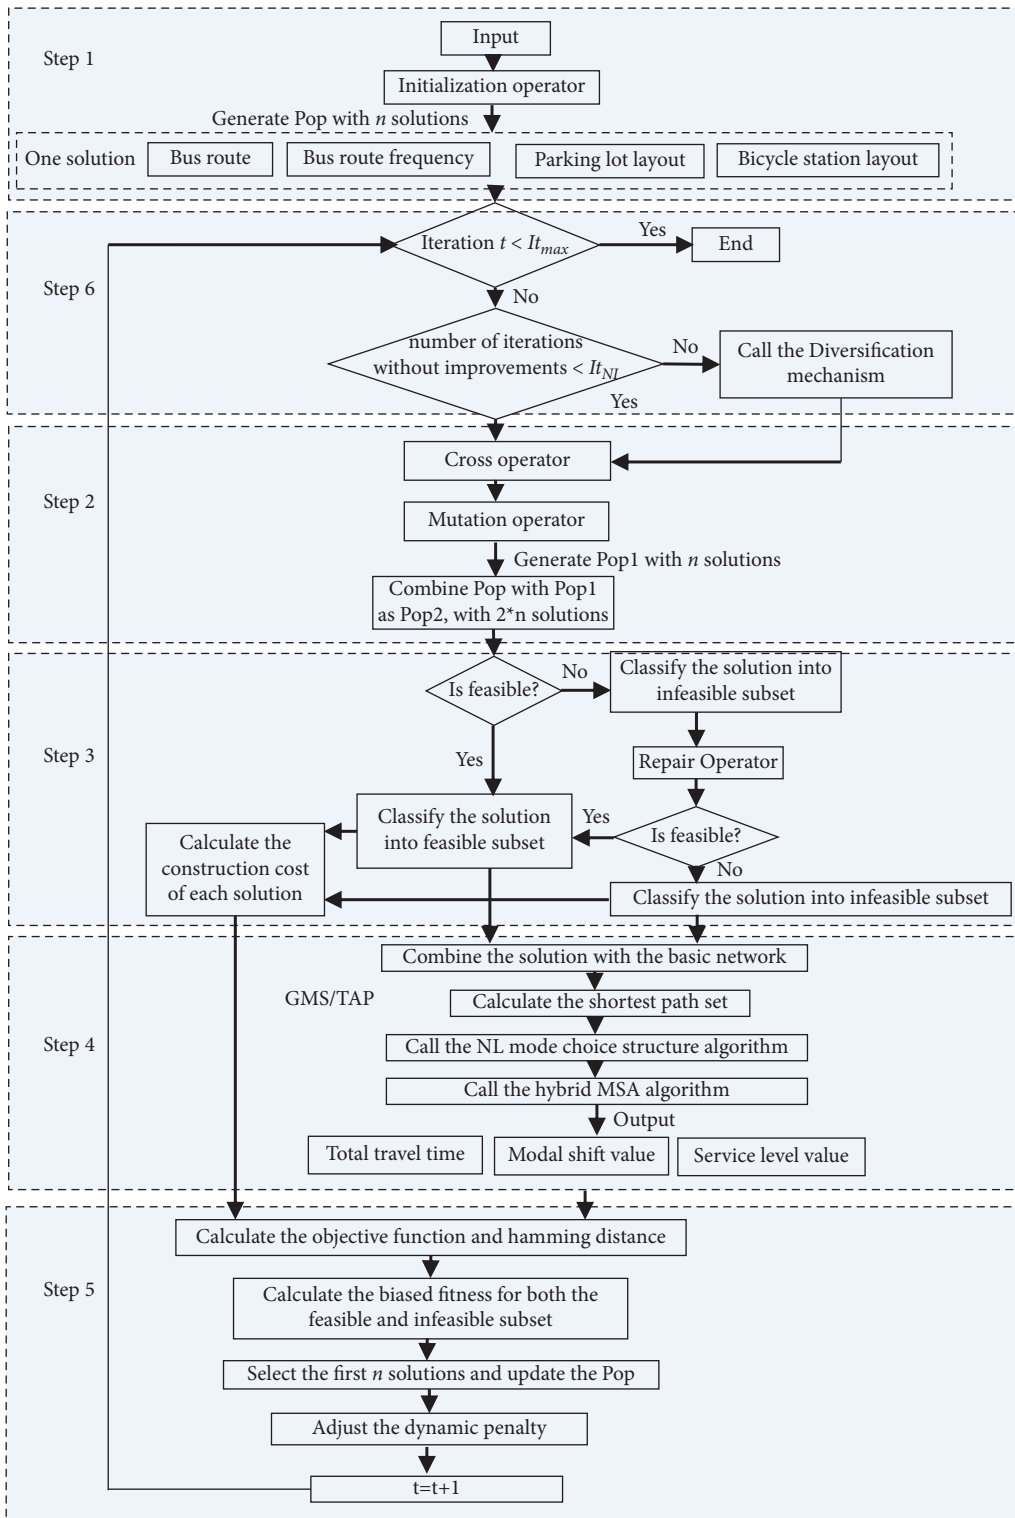 Step 1
Input
Initialization operator
Generate Pop with n solutions
One solution
Bus route
Bus route frequency
Parking lot layout
Bicycle station layout
Step 6
Iteration t < Itmax
Yes
End
No
number of iterations
without improvements < ItNI
No
Call the Diversification
mechanism
Yes
Step 2
Cross operator
Mutation operator
Generate Pop1 with n solutions
Combine Pop with Pop1
as Pop2, with 2*n solutions
Step 3
Is feasible?
No
Classify the solution into
infeasible subset
Yes
Repair Operator
Classify the solution
into feasible subset
Yes
Is feasible?
Calculate the
construction cost
of each solution
No
Classify the solution into infeasible subset
Step 4
GMS/TAP
Combine the solution with the basic network
Calculate the shortest path set
Call the NL mode choice structure algorithm
Call the hybrid MSA algorithm
Output
Total travel time
Modal shift value
Service level value
Step 5
Calculate the objective function and hamming distance
Calculate the biased fitness for both the
feasible and infeasible subset
Select the first n solutions and update the Pop
Adjust the dynamic penalty
t=t+1